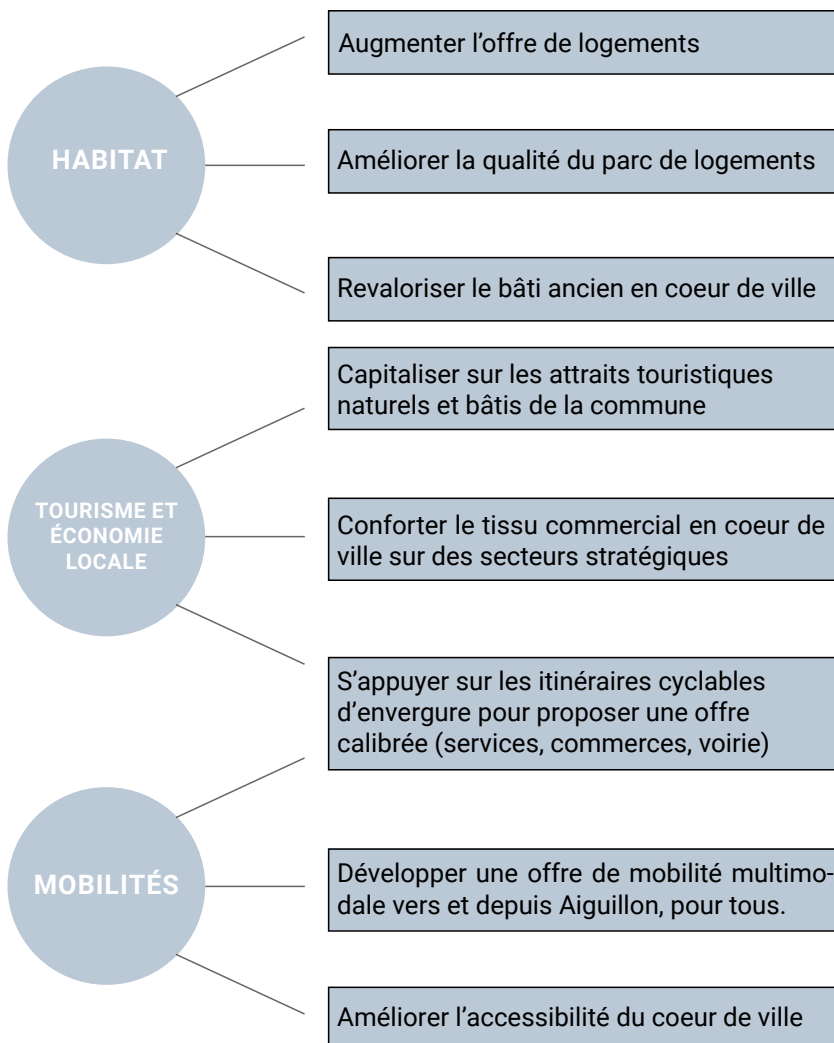 HABITAT
Augmenter l'offre de logements
Améliorer la qualité du parc de logements
Revaloriser le bâti ancien en coeur de ville
TOURISME ET
ÉCONOMIE
LOCALE
Capitaliser sur les attraits touristiques
naturels et bâtis de la commune
Conforter le tissu commercial en coeur de
ville sur des secteurs stratégiques
S'appuyer sur les itinéraires cyclables
d'envergure pour proposer une offre
calibrée (services, commerces, voirie)
MOBILITÉS
Développer une offre de mobilité multimo-
dale vers et depuis Aiguillon, pour tous.
Améliorer l'accessibilité du coeur de ville